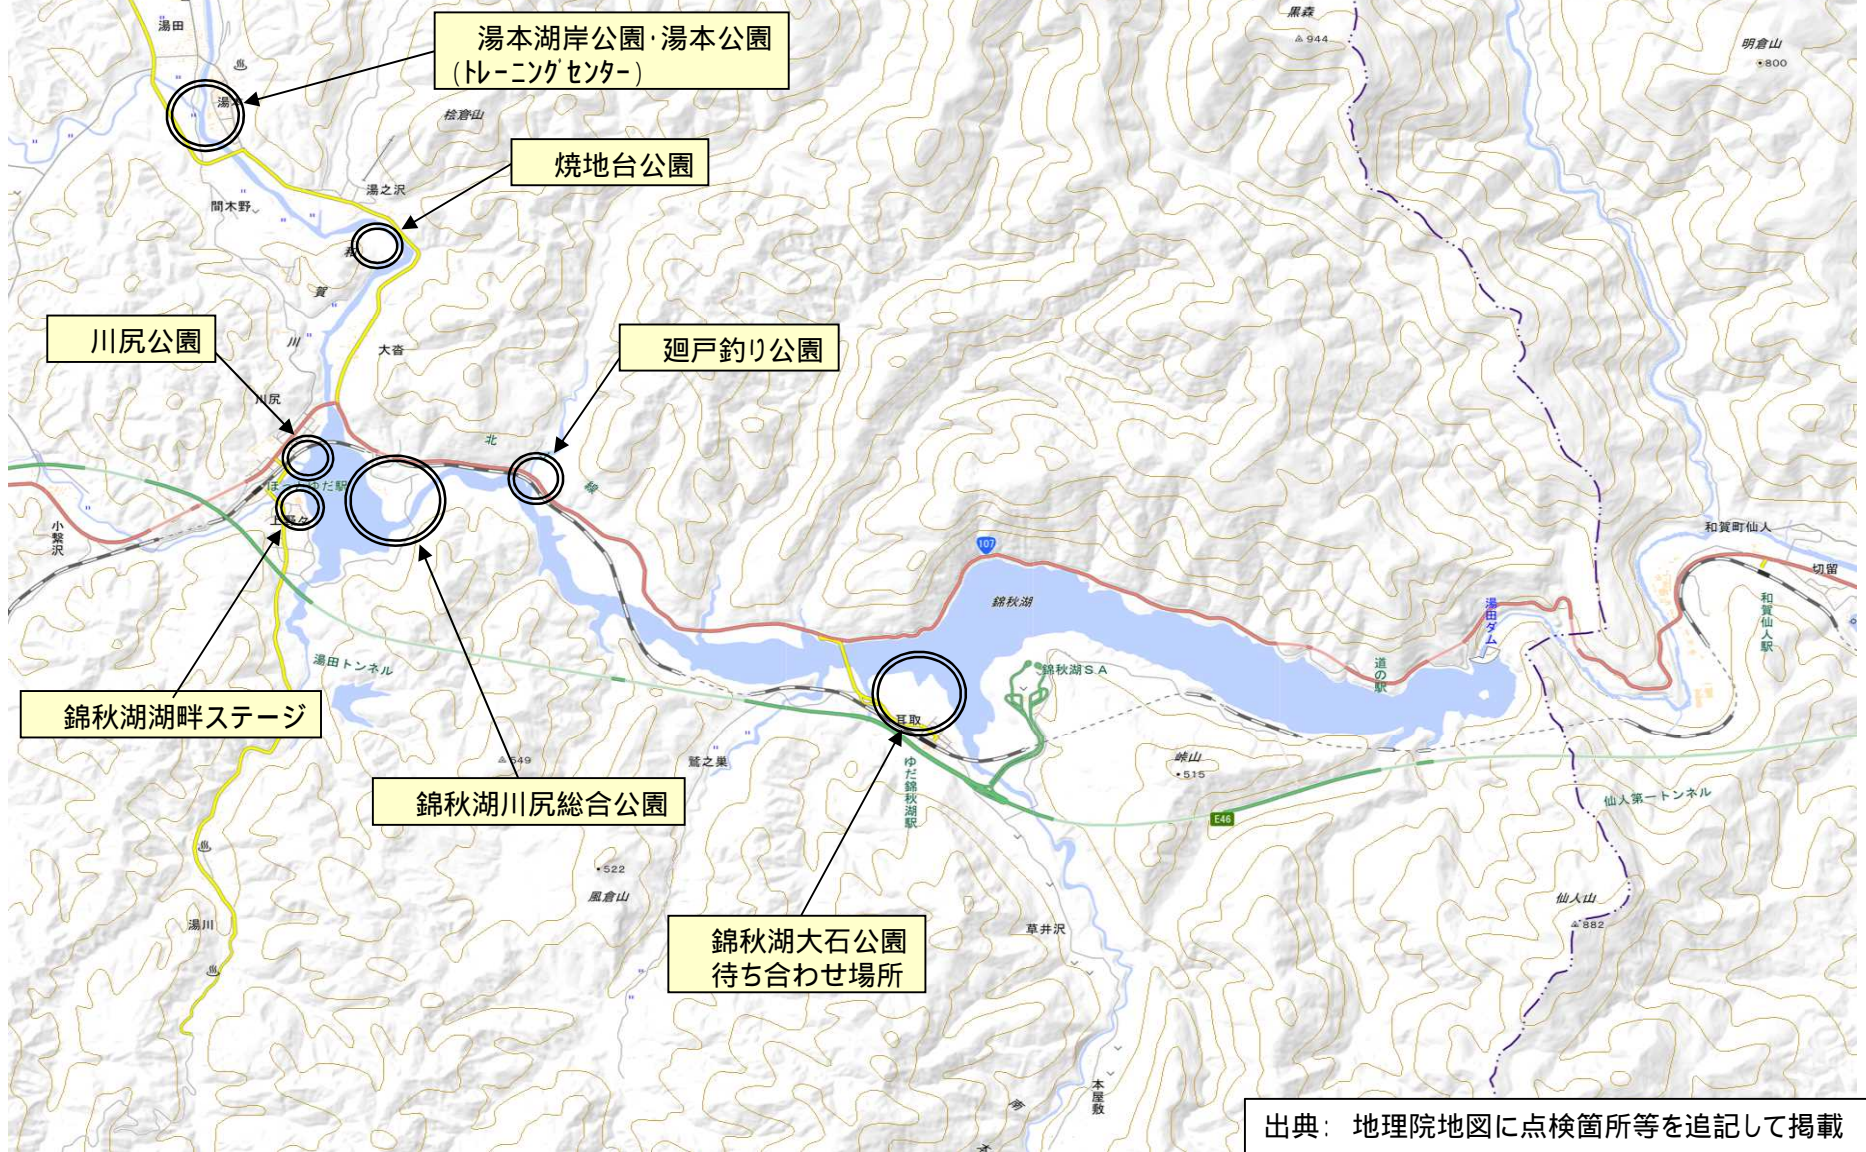 湯田
湯本湖岸公園・湯本公園
(トレーニングセンター)
黒森
944
明倉山
800
桧倉山
焼地台公園
湯之沢
間木野
和
賀
川
川尻公園
大沓
廻戸釣り公園
川尻
北
線
ほっとゆだ駅
小繋沢
107
和賀町仙人
切留
錦秋湖
湯田ダム
和賀仙人駅
湯田トンネル
道の駅
錦秋湖SA
錦秋湖湖畔ステージ
耳取
549
鷲之巣
ゆだ錦秋湖駅
峠山
515
錦秋湖川尻総合公園
仙人第一トンネル
E46
522
風倉山
仙人山
882
湯川
草井沢
錦秋湖大石公園
待ち合わせ場所
本屋敷
出典: 地理院地図に点検箇所等を追記して掲載